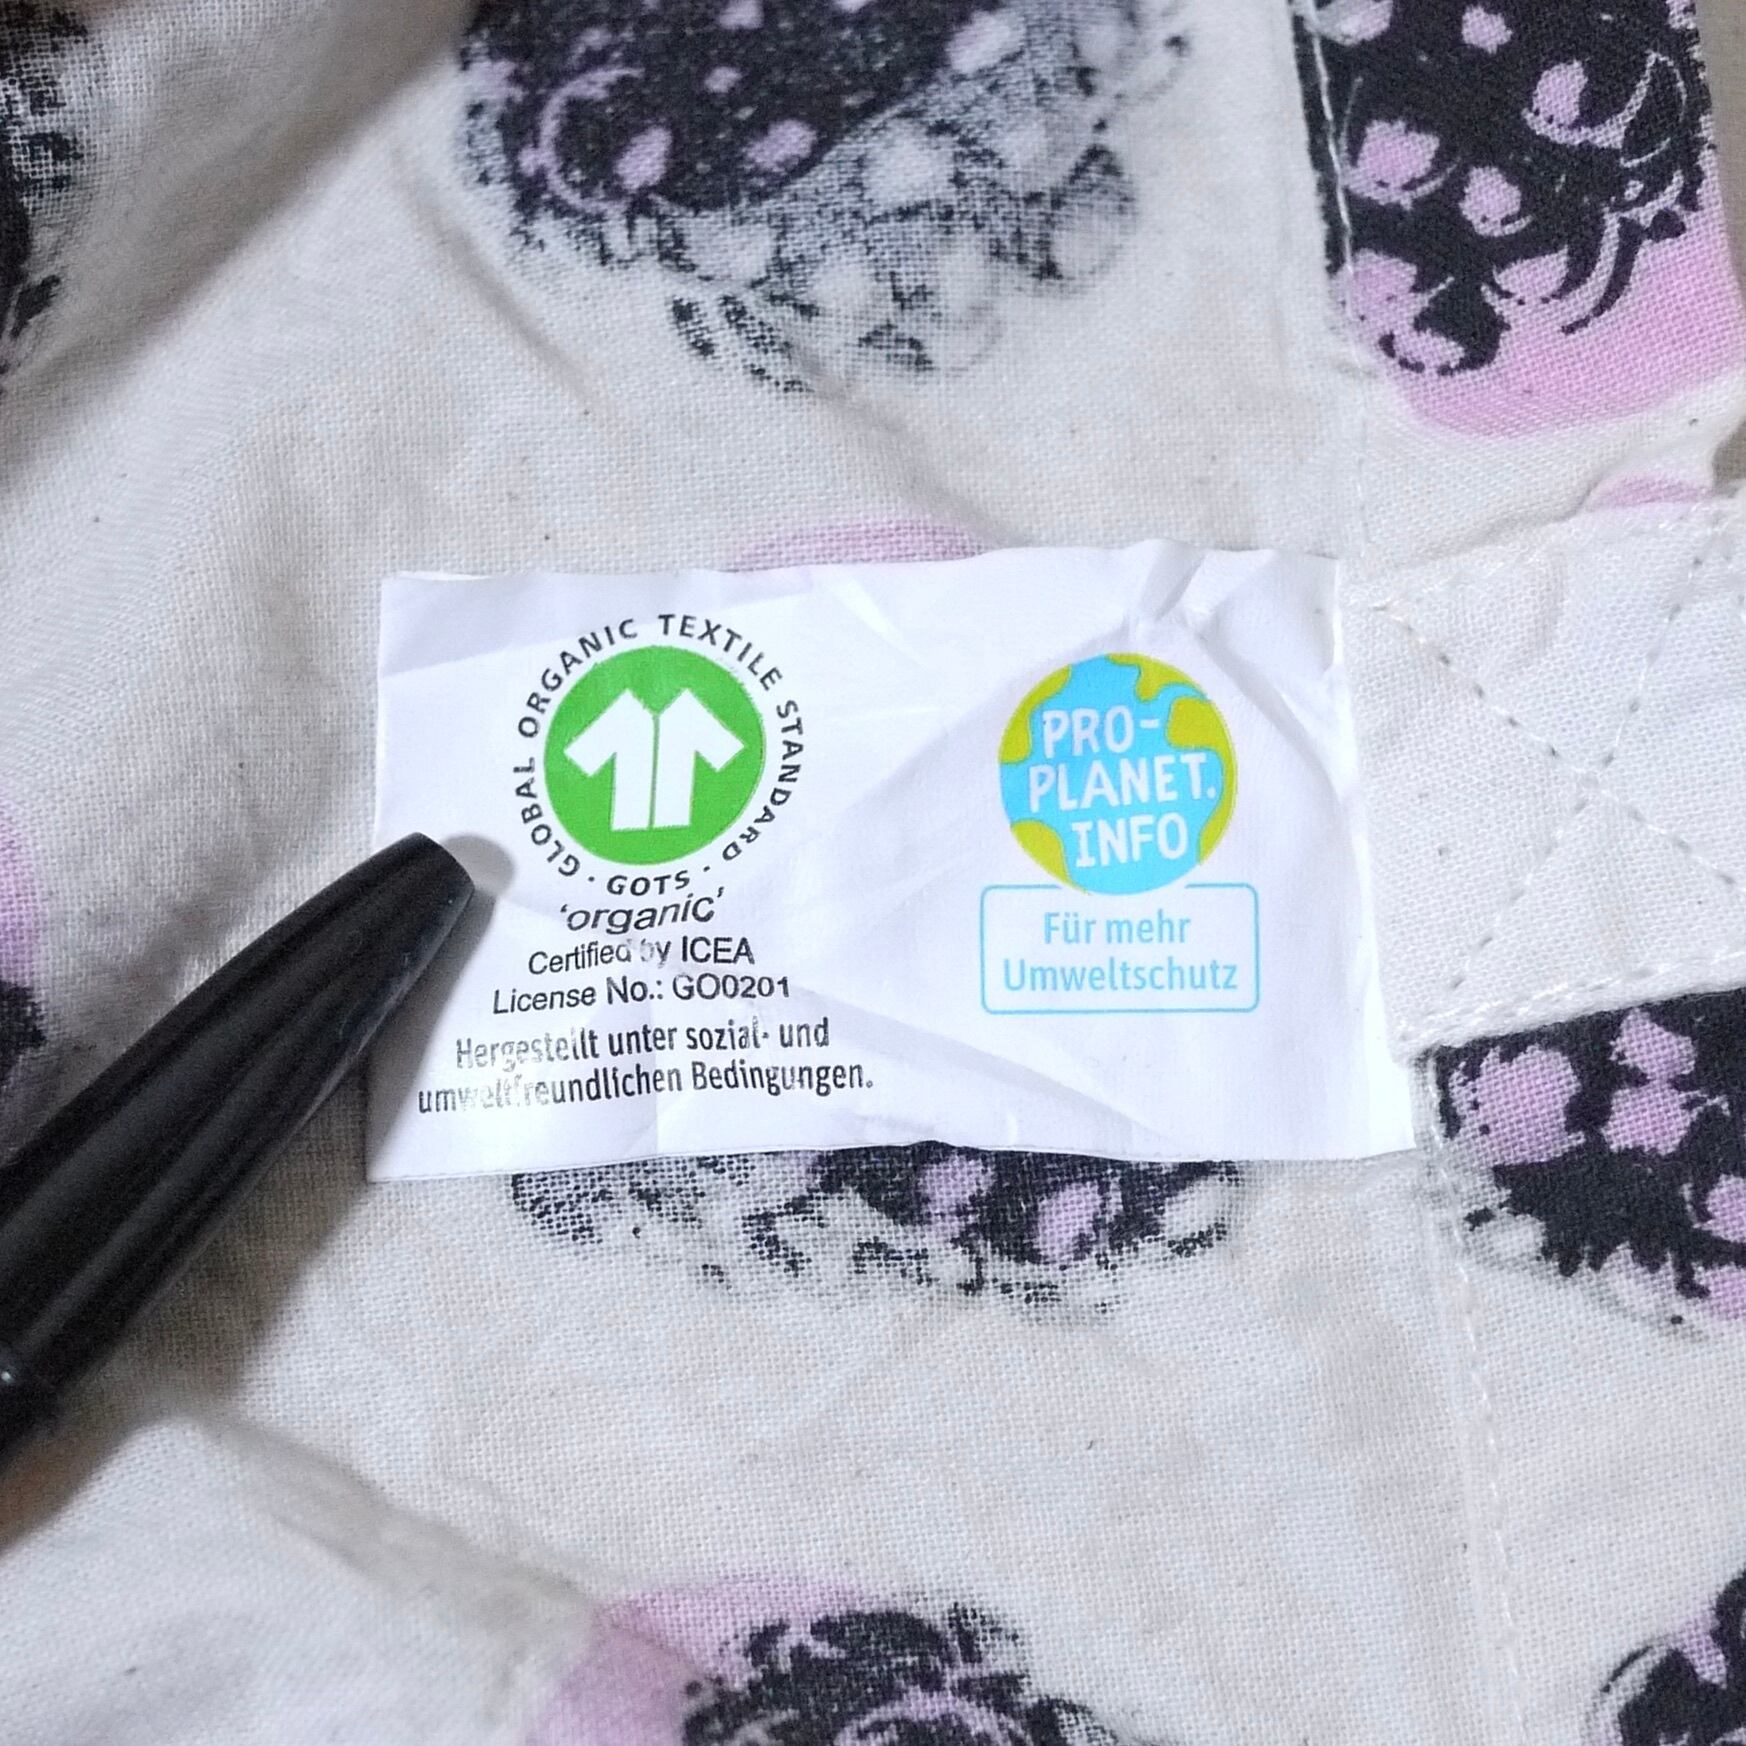 GLOBAL ORGANIC TEXTILE STANDARD · GOTS ·
'organic'
Certified by ICEA
License No.: GO0201
Hergestellt unter sozial- und
umweltfreundlichen Bedingungen.
PRO-
PLANET.
INFO
Für mehr
Umweltschutz